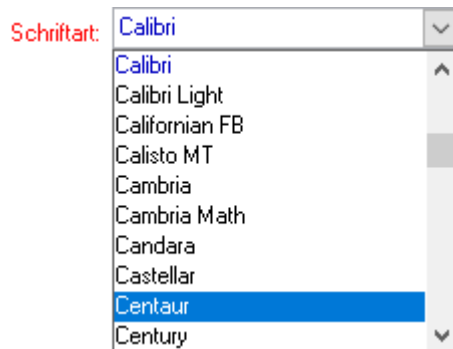 Schriftart: Calibri
Calibri
Calibri Light
Californian FB
Calisto MT
Cambria
Cambria Math
Candara
Castellar
Centaur
Century